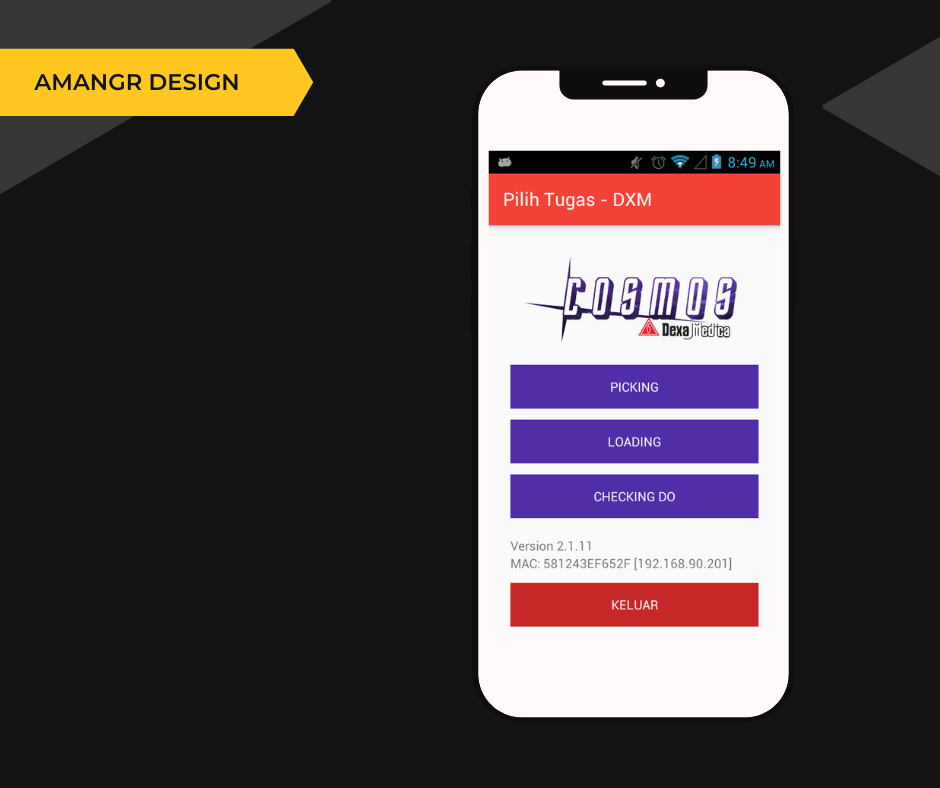 AMANGR DESIGN
8:49 AM
Pilih Tugas - DXM
COSMOS
Dexa Medica
PICKING
LOADING
CHECKING DO
Version 2.1.11
MAC: 581243EF652F [192.168.90.201]
KELUAR